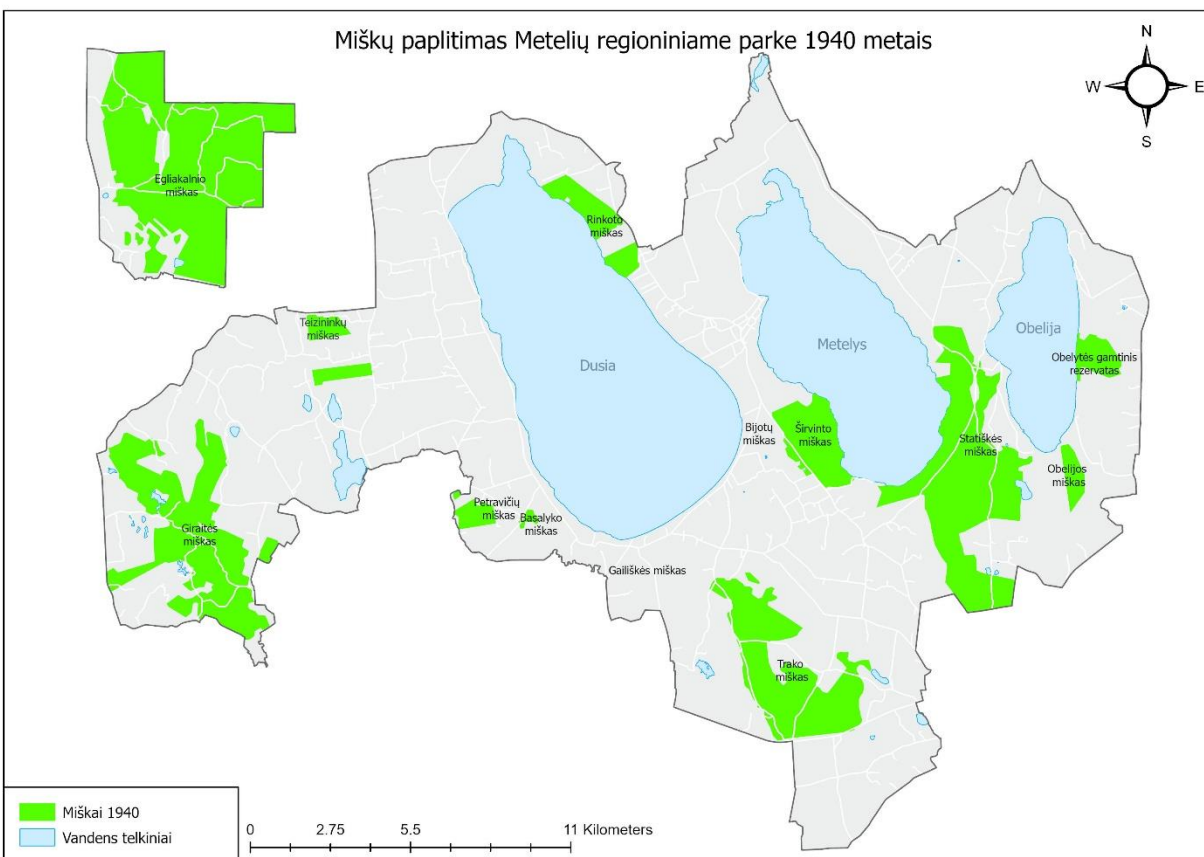 Miškų paplitimas Metelių regioniniame parke 1940 metais
N
W E
S
Egliakalnio
miškas
Rinkoto
miškas
Teizininkų
miškas
Dusia
Metelys
Obelija
Obelytės gamtinis
rezervatas
Bijotų
miškas
Širvinto
miškas
Statiškės
miškas
Obelijos
miškas
Petravičių
miškas
Basalyko
miškas
Giraitės
miškas
Gailiškės miškas
Trako
miškas
Miškai 1940
Vandens telkiniai
0 2.75 5.5 11 Kilometers